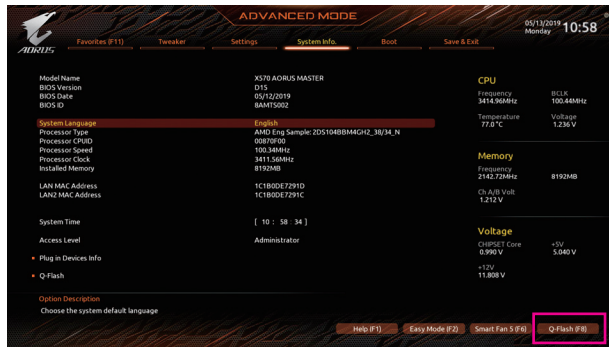 ADVANCED MODE
05/13/2019 Monday 10:58
AORUS
Favorites (F11) Tweaker Settings System Info. Boot Save & Exit
Model Name X570 AORUS MASTER
BIOS Version D15
BIOS Date 05/12/2019
BIOS ID 8AMTS002
System Language English
Processor Type AMD Eng Sample: 2DS104BBM4GH2_38/34_N
Processor CPUID 00870F00
Processor Speed 100.34MHz
Processor Clock 3411.56MHz
Installed Memory 8192MB
LAN MAC Address 1C1B0DE7291D
LAN2 MAC Address 1C1B0DE7291C
System Time [ 10 : 58 : 34 ]
Access Level Administrator
Plug in Devices Info
Q-Flash
Option Description
Choose the system default language
CPU
Frequency BCLK
3414.96MHz 100.44MHz
Temperature Voltage
77.0 °C 1.236 V
Memory
Frequency
2142.72MHz 8192MB
Ch A/B Volt
1.212 V
Voltage
CHIPSET Core +5V
0.990 V 5.040 V
+12V
11.808 V
Help (F1) Easy Mode (F2) Smart Fan 5 (F6) Q-Flash (F8)